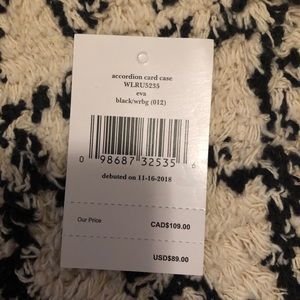 accordion card case
WLRU5235
eva
black/wrbg (012)
0 98687 32535 6
debuted on 11-16-2018
Our Price
CAD$109.00
USD$89.00